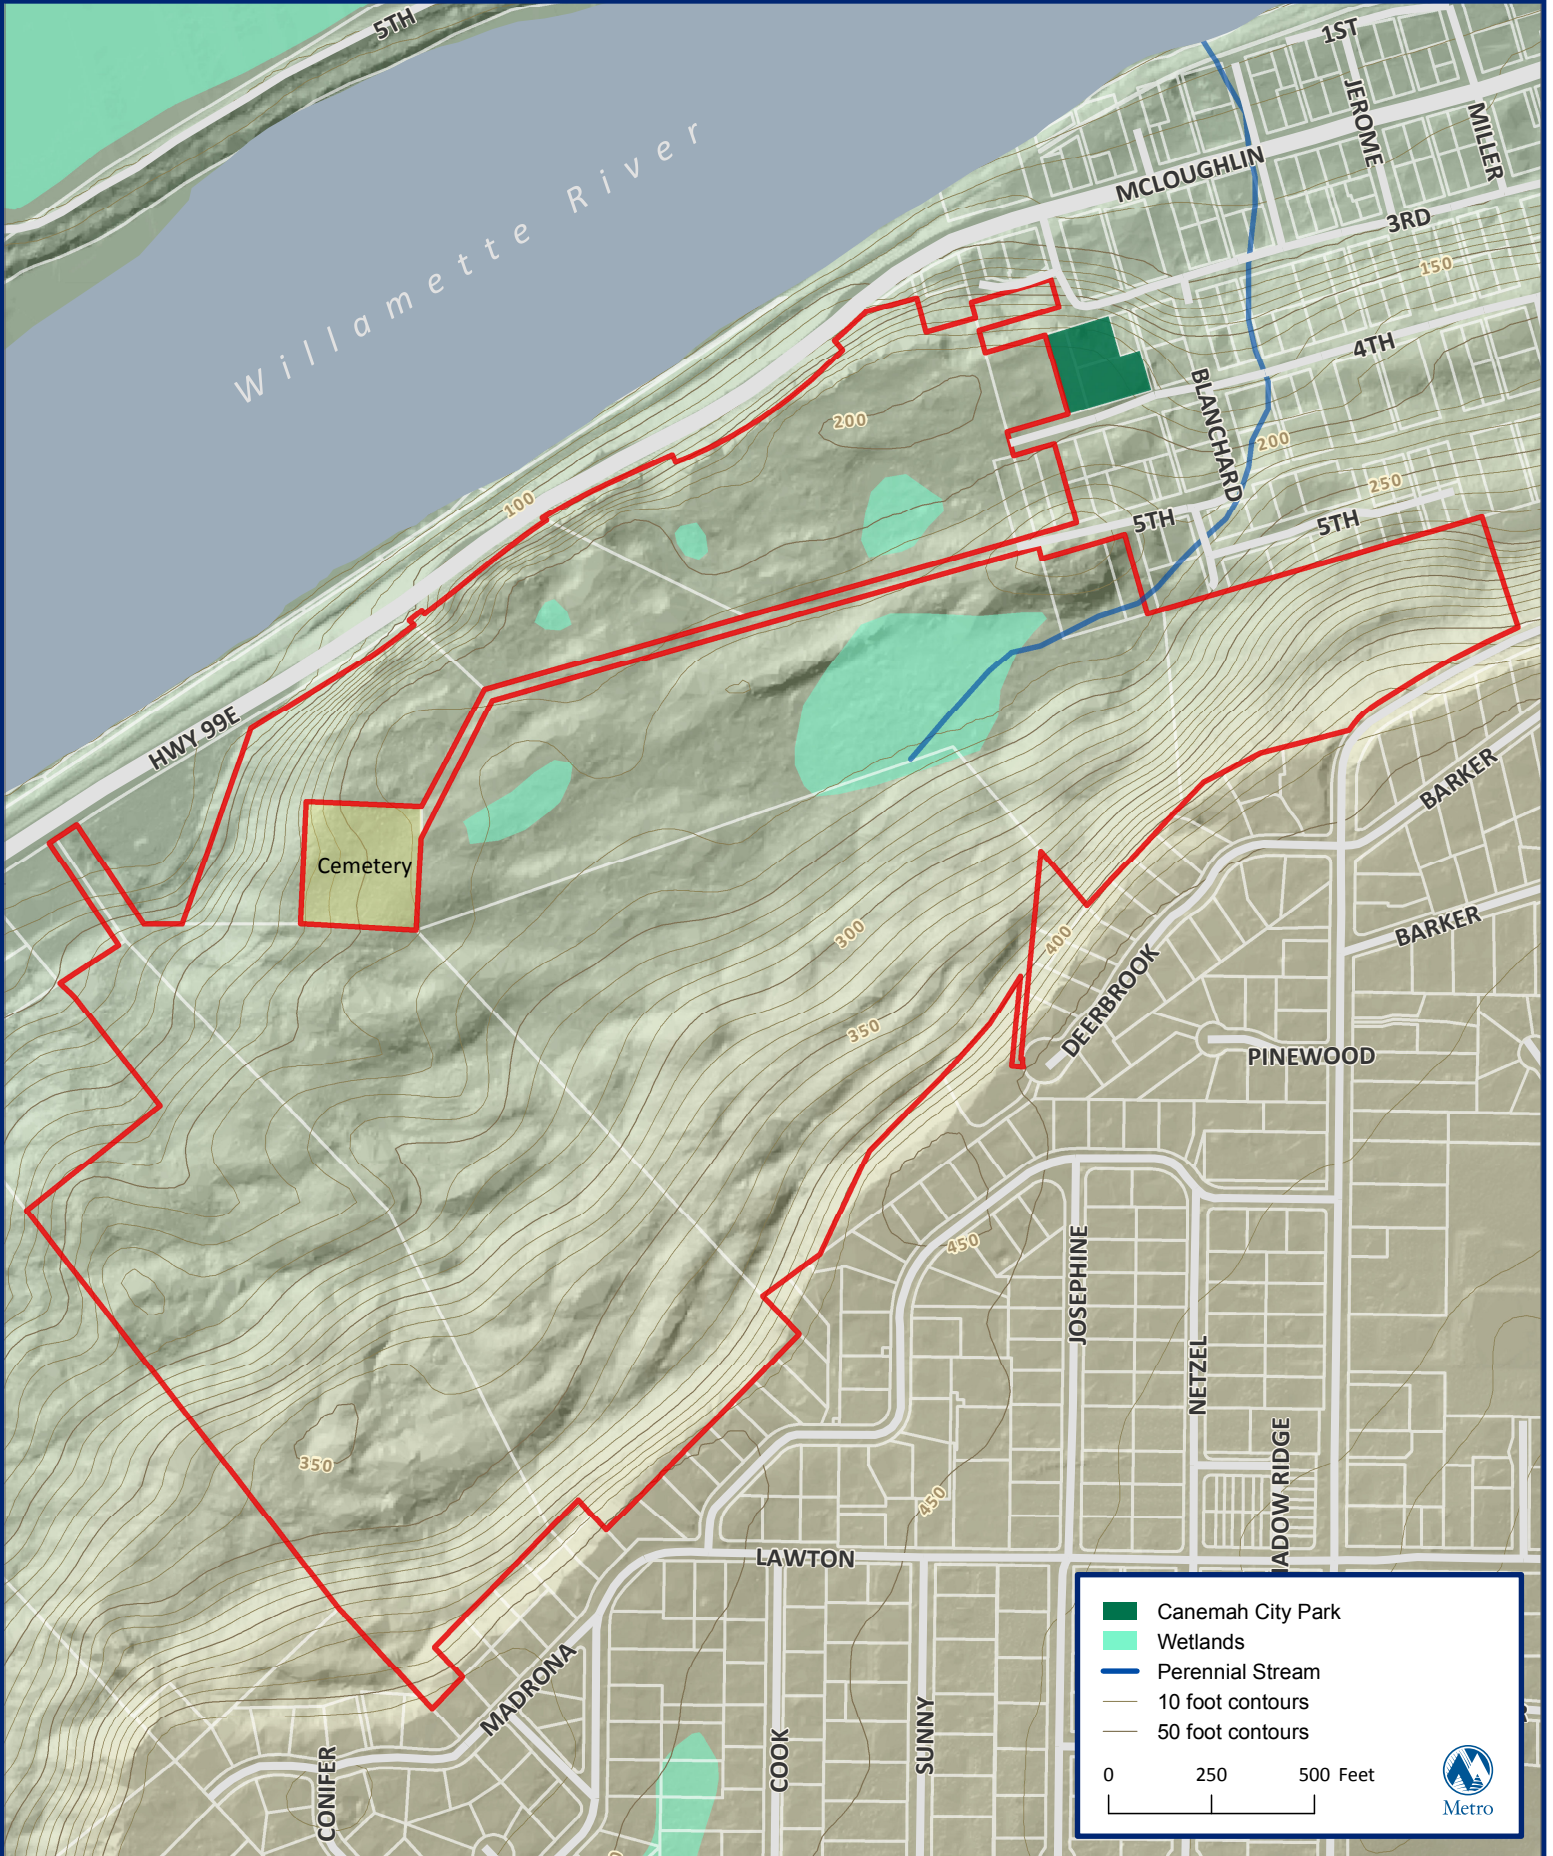 5TH
1ST
JEROME
MILLER
MCLOUGHLIN
3RD
Willamette River
150
4TH
BLANCHARD
200
200
250
100
5TH
5TH
HWY 99E
BARKER
Cemetery
300
400
BARKER
350
DEERBROOK
PINEWOOD
450
JOSEPHINE
NETZEL
350
450
ADOW RIDGE
LAWTON
MADRONA
CONIFER
COOK
SUNNY
Canemah City Park
Wetlands
Perennial Stream
10 foot contours
50 foot contours
0 250 500 Feet
Metro